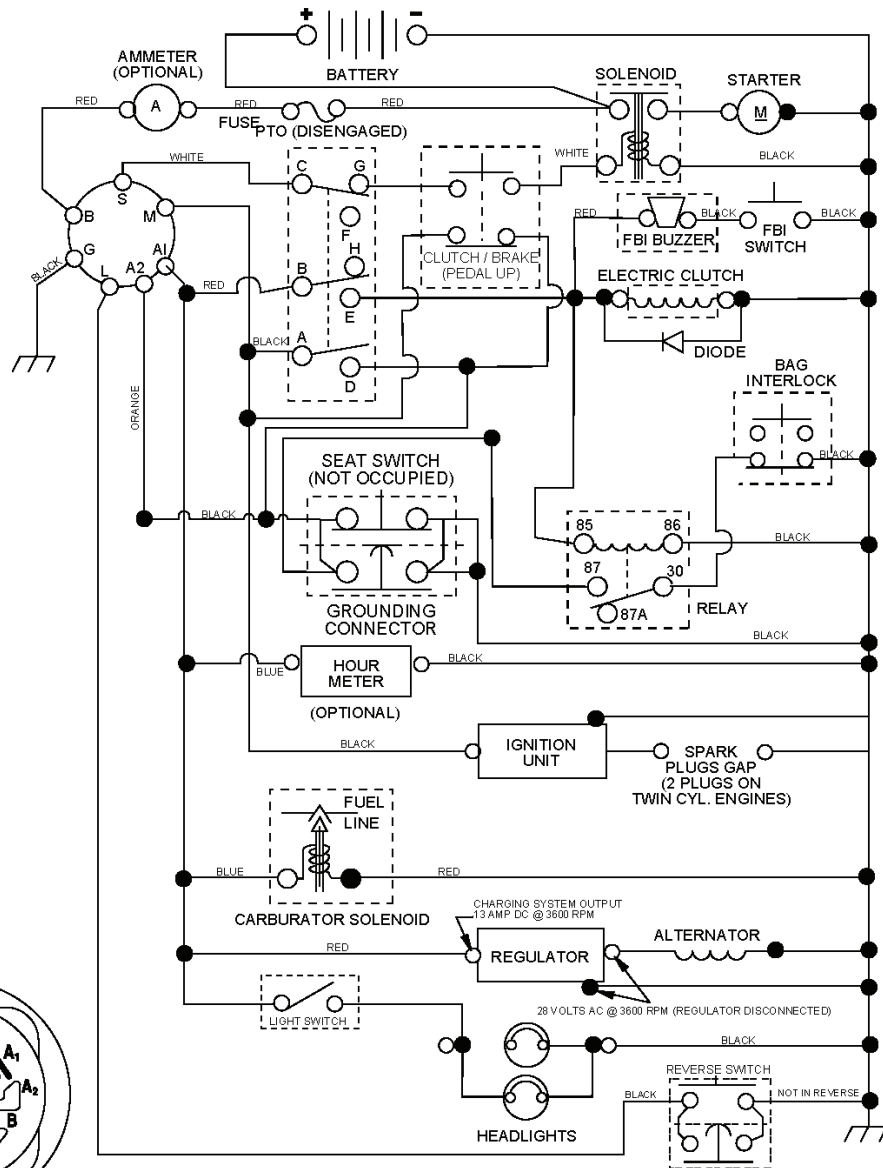 + -
BATTERY
AMMETER
(OPTIONAL)
A
RED
RED
FUSE
RED
PTO (DISENGAGED)
SOLENOID
STARTER
M
WHITE
WHITE
BLACK
S
M
B
G
L
A2
A1
BLACK
C
G
F
H
B
E
A
D
RED
BLACK
CLUTCH / BRAKE
(PEDAL UP)
RED
BLACK
BLACK
FBI BUZZER
FBI
SWITCH
ELECTRIC CLUTCH
DIODE
BAG
INTERLOCK
BLACK
ORANGE
SEAT SWITCH
(NOT OCCUPIED)
BLACK
85
86
BLACK
87
30
87A
RELAY
GROUNDING
CONNECTOR
BLACK
BLUE
HOUR
METER
BLACK
(OPTIONAL)
BLACK
IGNITION
UNIT
SPARK
PLUGS GAP
(2 PLUGS ON
TWIN CYL. ENGINES)
FUEL
LINE
BLUE
RED
CARBURATOR SOLENOID
CHARGING SYSTEM OUTPUT
13 AMP DC @ 3600 RPM
RED
REGULATOR
ALTERNATOR
28 VOLTS AC @ 3600 RPM (REGULATOR DISCONNECTED)
LIGHT SWITCH
BLACK
HEADLIGHTS
REVERSE SWITCH
BLACK
NOT IN REVERSE
A1
A2
B